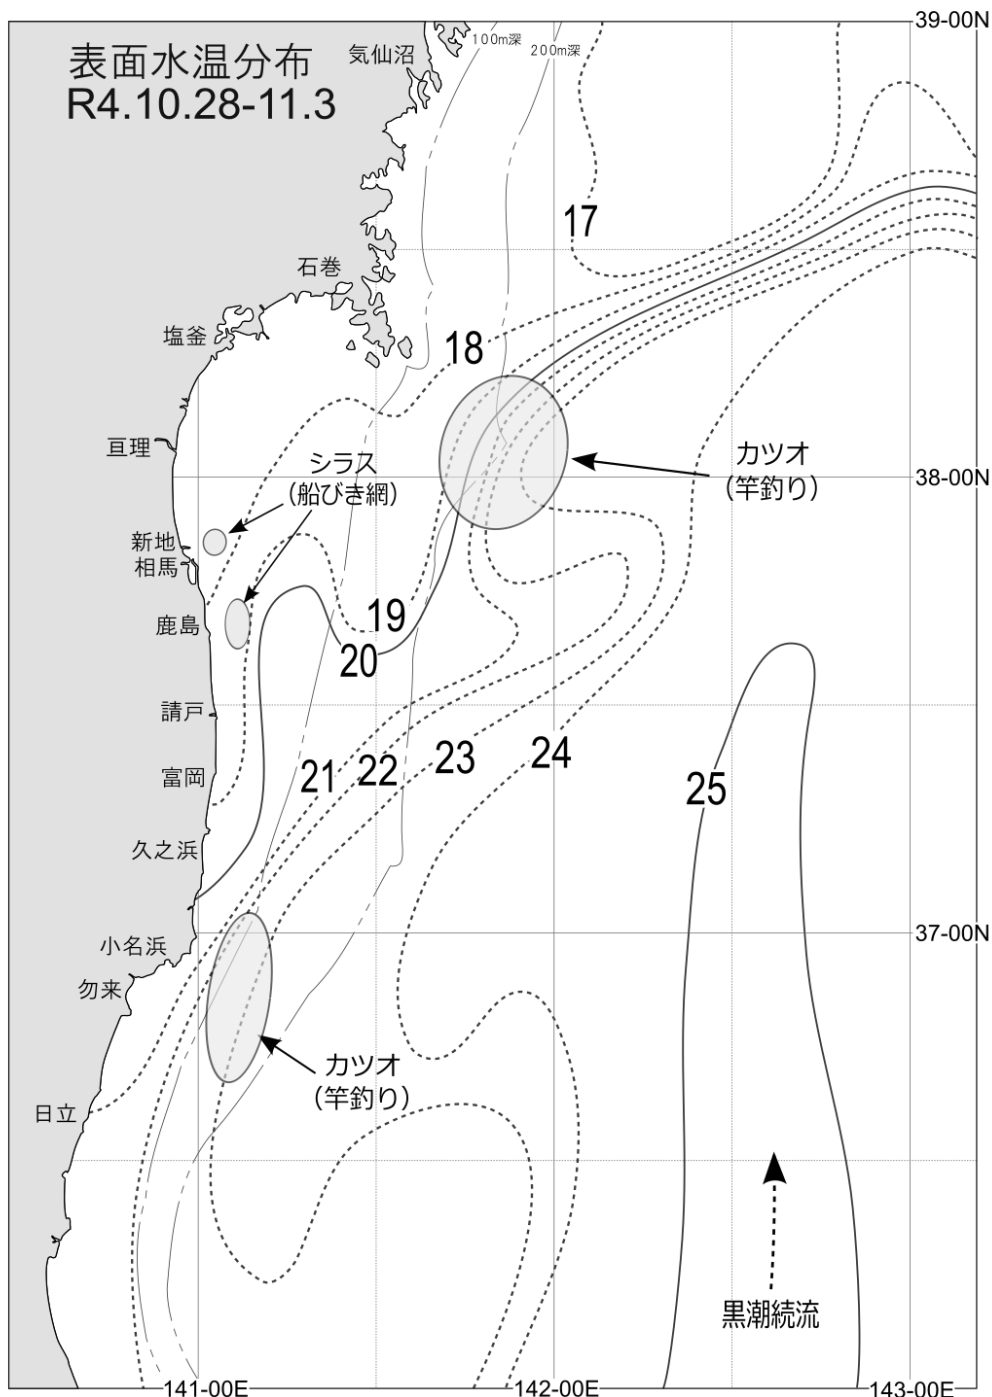 表面水温分布
R4.10.28-11.3
39-00N
気仙沼
100m深
200m深
17
石巻
塩釜
18
亘理
シラス
（船びき網）
カツオ
（竿釣り）
38-00N
新地
相馬
鹿島
19
20
請戸
富岡
21
22
23
24
25
久之浜
小名浜
37-00N
勿来
カツオ
（竿釣り）
日立
黒潮続流
141-00E
142-00E
143-00E